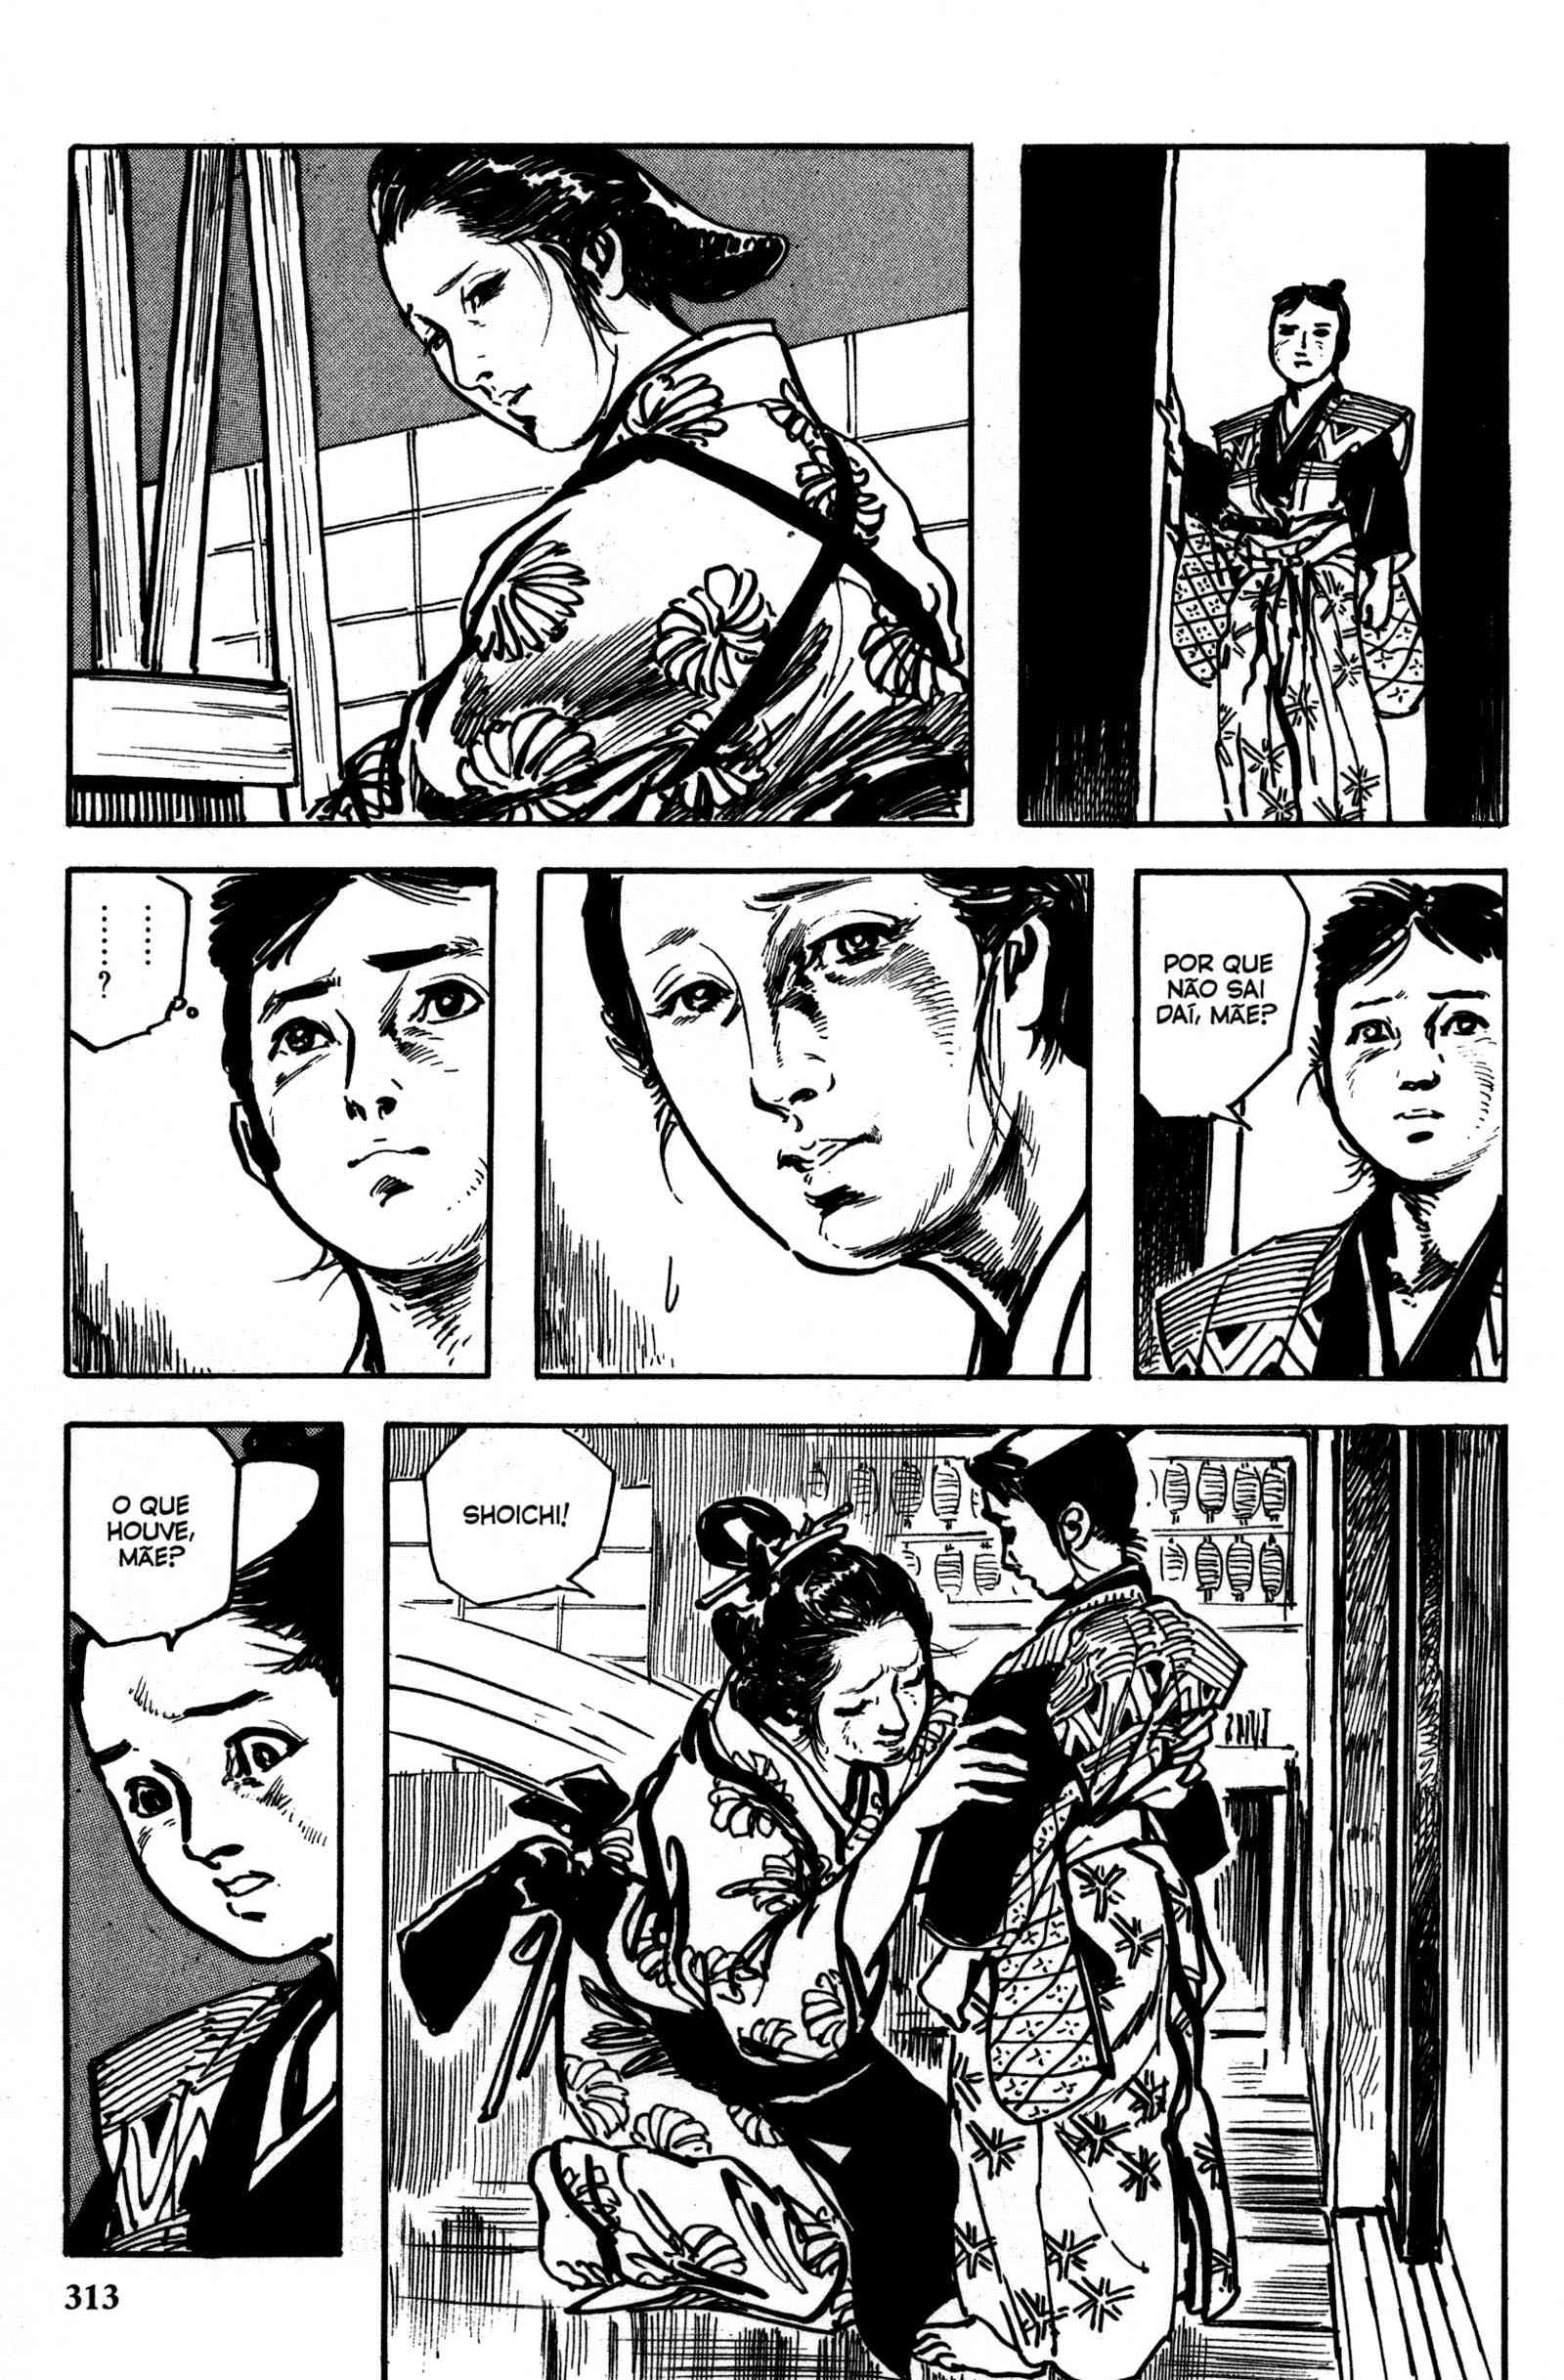 POR QUE
NÃO SAI
DAÍ, MÃE?
......
.........?
SHOICHI!
O QUE
HOUVE,
MÃE?
313